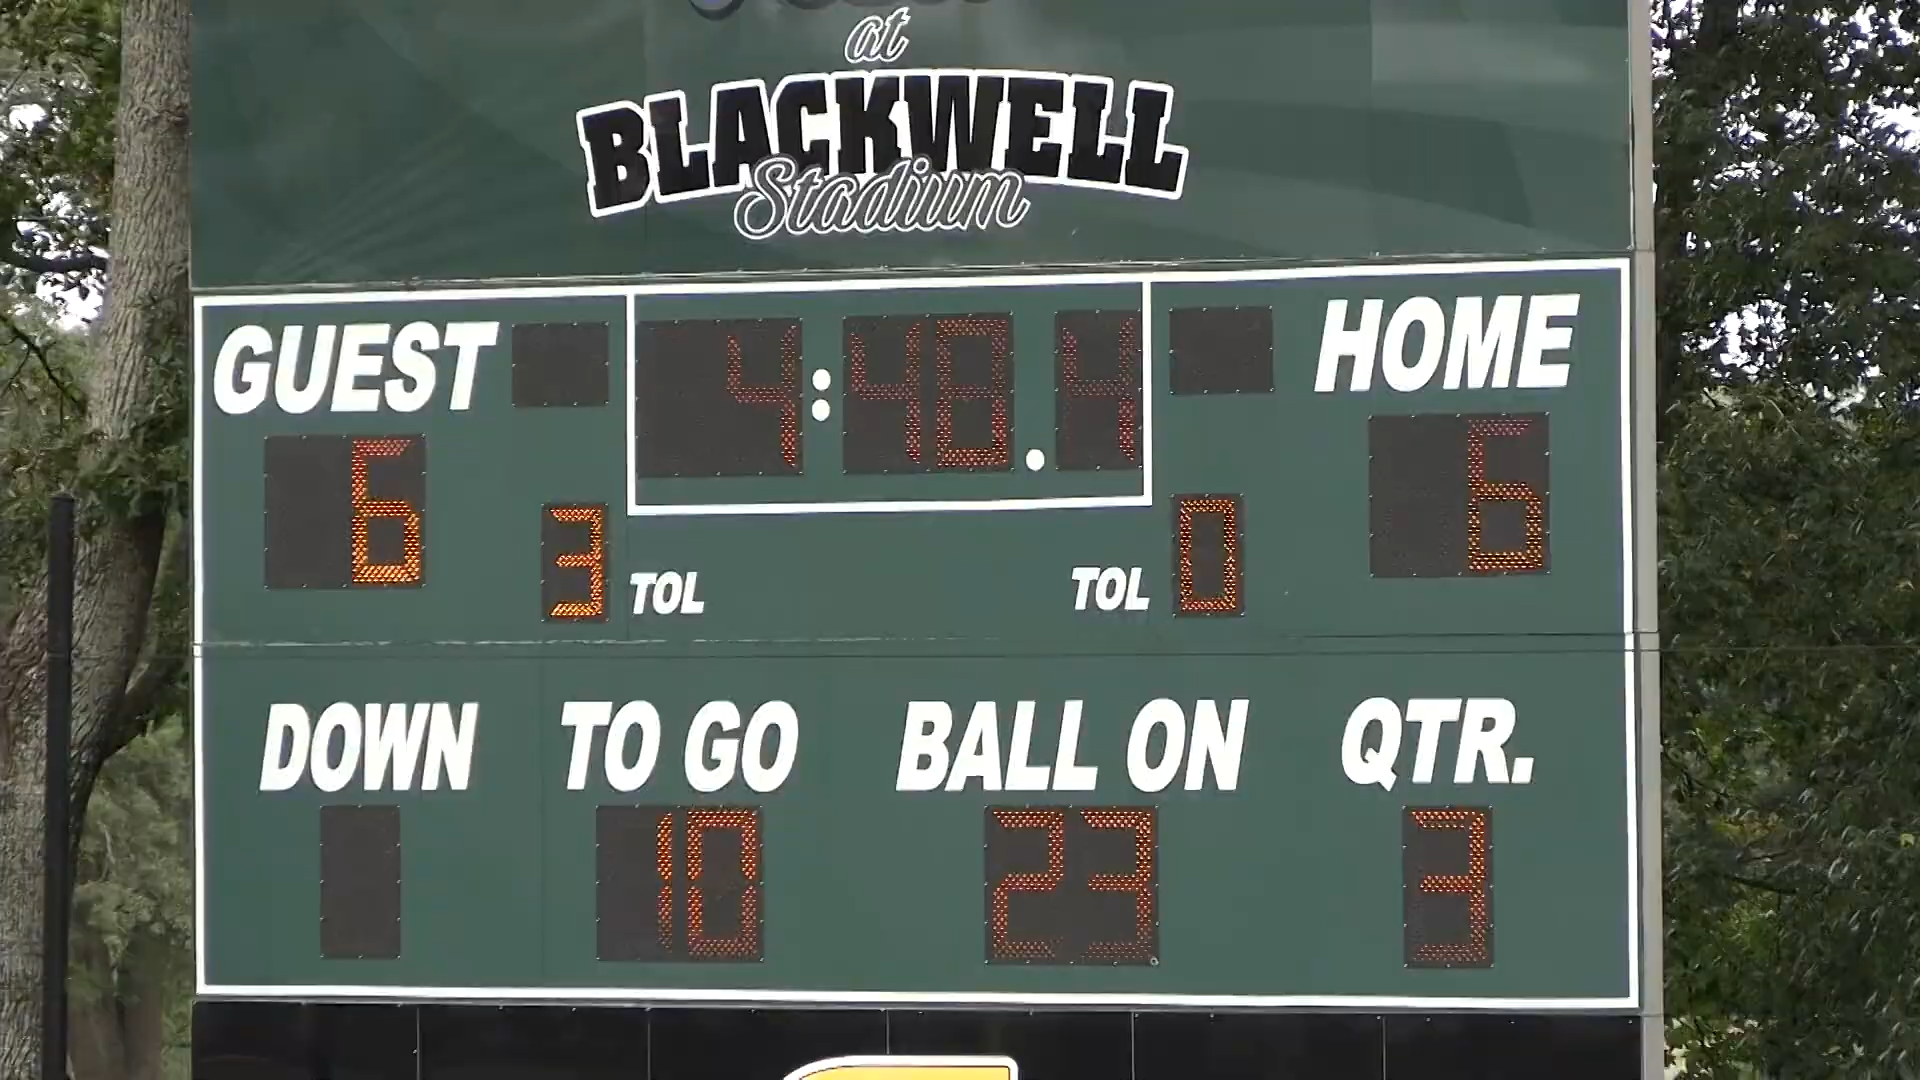 at
BLACKWELL
Stadium
GUEST 4:48.4 HOME
6 6
3 TOL TOL 0
DOWN TO GO BALL ON QTR.
10 23 3